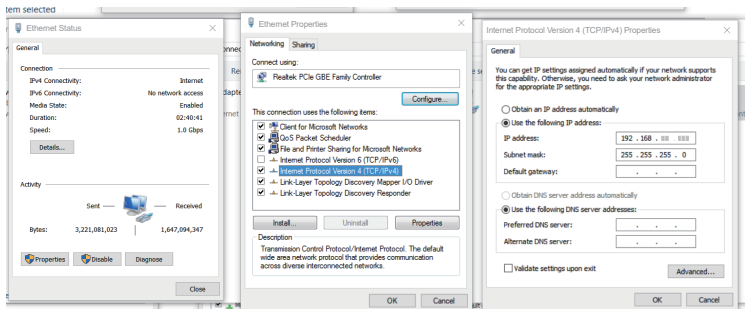 tem selected
Ethernet Status
General
Connection
IPv4 Connectivity: Internet
IPv6 Connectivity: No network access
Media State: Enabled
Duration: 02:40:41
Speed: 1.0 Gbps
Details...
Activity
Sent Received
Bytes: 3,221,081,023 1,647,094,347
Properties Disable Diagnose
Close
Ethernet Properties
Networking Sharing
Connect using:
Realtek PCIe GBE Family Controller
Configure...
This connection uses the following items:
Client for Microsoft Networks
QoS Packet Scheduler
File and Printer Sharing for Microsoft Networks
Internet Protocol Version 6 (TCP/IPv6)
Internet Protocol Version 4 (TCP/IPv4)
Link-Layer Topology Discovery Mapper I/O Driver
Link-Layer Topology Discovery Responder
Install... Uninstall Properties
Description
Transmission Control Protocol/Internet Protocol. The default
wide area network protocol that provides communication
across diverse interconnected networks.
OK Cancel
Internet Protocol Version 4 (TCP/IPv4) Properties
General
You can get IP settings assigned automatically if your network supports
this capability. Otherwise, you need to ask your network administrator
for the appropriate IP settings.
Obtain an IP address automatically
Use the following IP address:
IP address: 192 . 168 .
Subnet mask: 255 . 255 . 255 . 0
Default gateway: . . .
Obtain DNS server address automatically
Use the following DNS server addresses:
Preferred DNS server: . . .
Alternate DNS server: . . .
Validate settings upon exit
Advanced...
OK Cancel